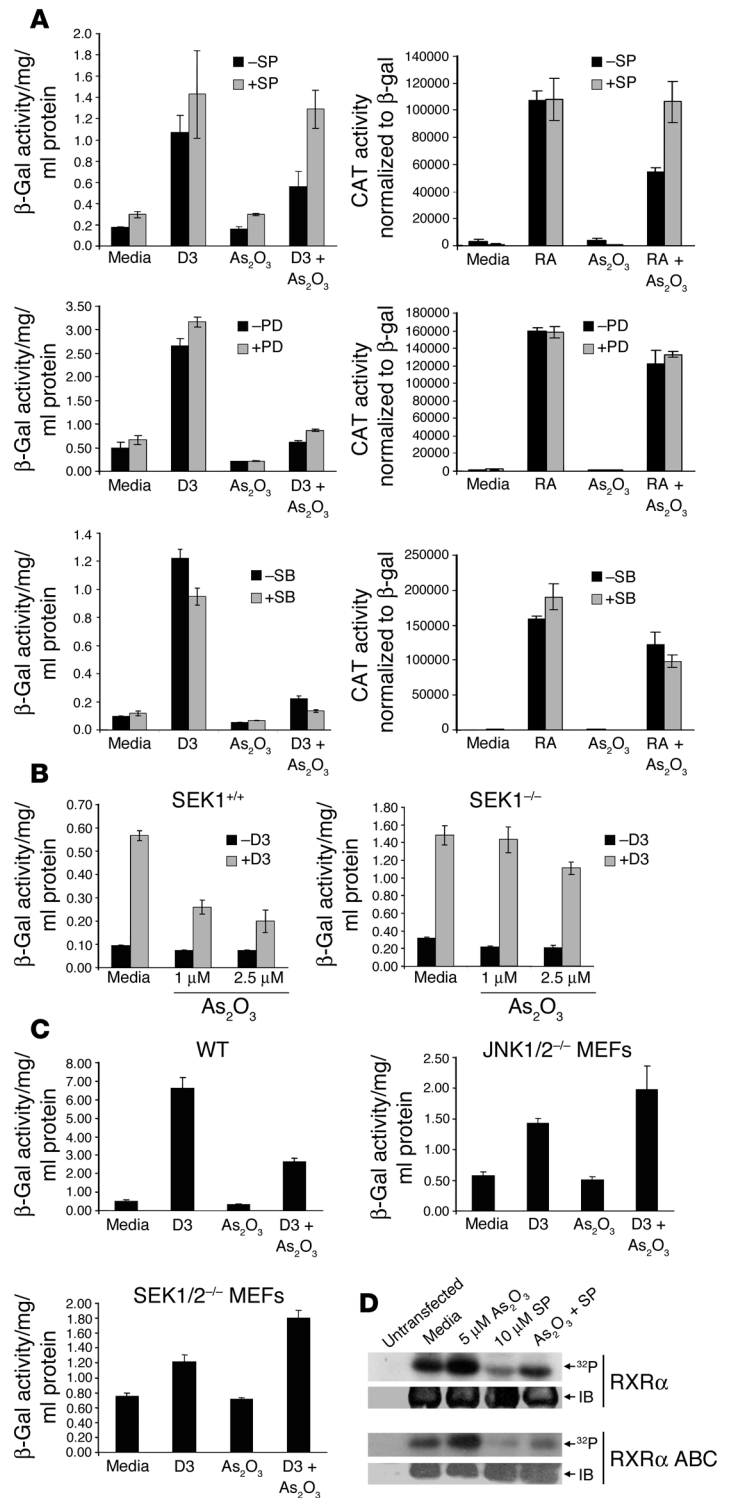 A
β-Gal activity/mg/
ml protein
2.0
1.8
1.6
1.4
1.2
1.0
0.8
0.6
0.4
0.2
0.0
–SP
+SP
Media
D3
As₂O₃
D3 +
As₂O₃
CAT activity
normalized to β-gal
140000
120000
100000
80000
60000
40000
20000
0
–SP
+SP
Media
RA
As₂O₃
RA +
As₂O₃
β-Gal activity/mg/
ml protein
3.50
3.00
2.50
2.00
1.50
1.00
0.50
0.00
–PD
+PD
Media
D3
As₂O₃
D3 +
As₂O₃
CAT activity
normalized to β-gal
180000
160000
140000
120000
100000
80000
60000
40000
20000
0
–PD
+PD
Media
RA
As₂O₃
RA +
As₂O₃
β-Gal activity/mg/
ml protein
1.4
1.2
1.0
0.8
0.6
0.4
0.2
0.0
–SB
+SB
Media
D3
As₂O₃
D3 +
As₂O₃
CAT activity
normalized to β-gal
250000
200000
150000
100000
50000
0
–SB
+SB
Media
RA
As₂O₃
RA +
As₂O₃
B
SEK1⁺/⁺
β-Gal activity/mg/
ml protein
0.70
0.60
0.50
0.40
0.30
0.20
0.10
0.00
–D3
+D3
Media
1 μM
2.5 μM
As₂O₃
SEK1⁻/⁻
β-Gal activity/mg/
ml protein
1.80
1.60
1.40
1.20
1.00
0.80
0.60
0.40
0.20
0.00
–D3
+D3
Media
1 μM
2.5 μM
As₂O₃
C
WT
β-Gal activity/mg/
ml protein
8.00
7.00
6.00
5.00
4.00
3.00
2.00
1.00
0.00
Media
D3
As₂O₃
D3 +
As₂O₃
JNK1/2⁻/⁻ MEFs
β-Gal activity/mg/
ml protein
2.50
2.00
1.50
1.00
0.50
0.00
Media
D3
As₂O₃
D3 +
As₂O₃
SEK1/2⁻/⁻ MEFs
β-Gal activity/mg/
ml protein
2.00
1.80
1.60
1.40
1.20
1.00
0.80
0.60
0.40
0.20
0.00
Media
D3
As₂O₃
D3 +
As₂O₃
D
Untransfected
Media
5 μM As₂O₃
10 μM SP
As₂O₃ + SP
←³²P
←IB
RXRα
←³²P
←IB
RXRα ABC